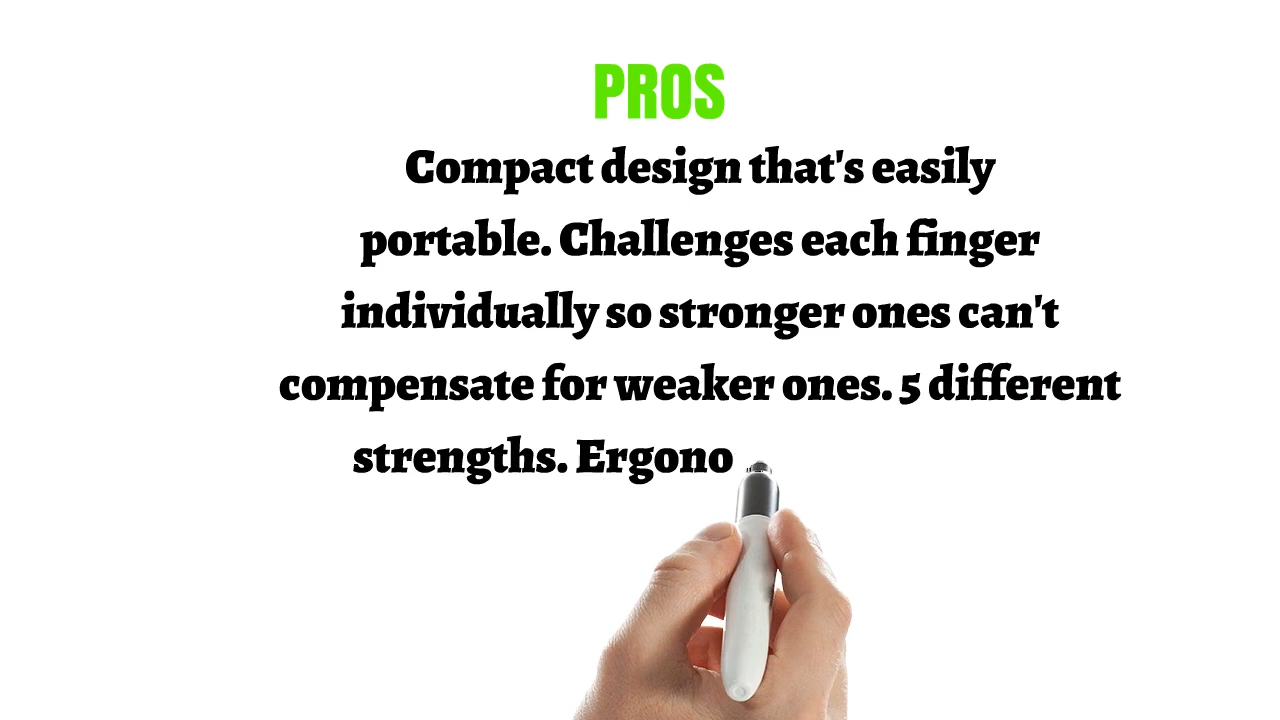 PROS
Compact design that's easily
portable. Challenges each finger
individually so stronger ones can't
compensate for weaker ones. 5 different
strengths. Ergono